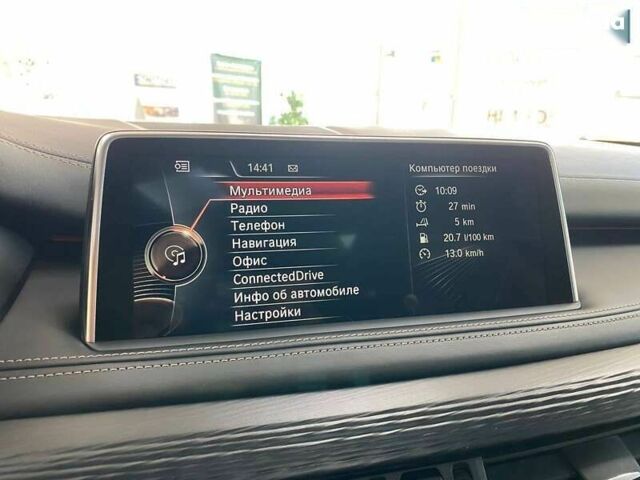 14:41
Мультимедиа
Радио
Телефон
Навигация
Офис
ConnectedDrive
Инфо об автомобиле
Настройки
Компьютер поездки
10:09
27 min
5 km
20.7 l/100 km
13.0 km/h